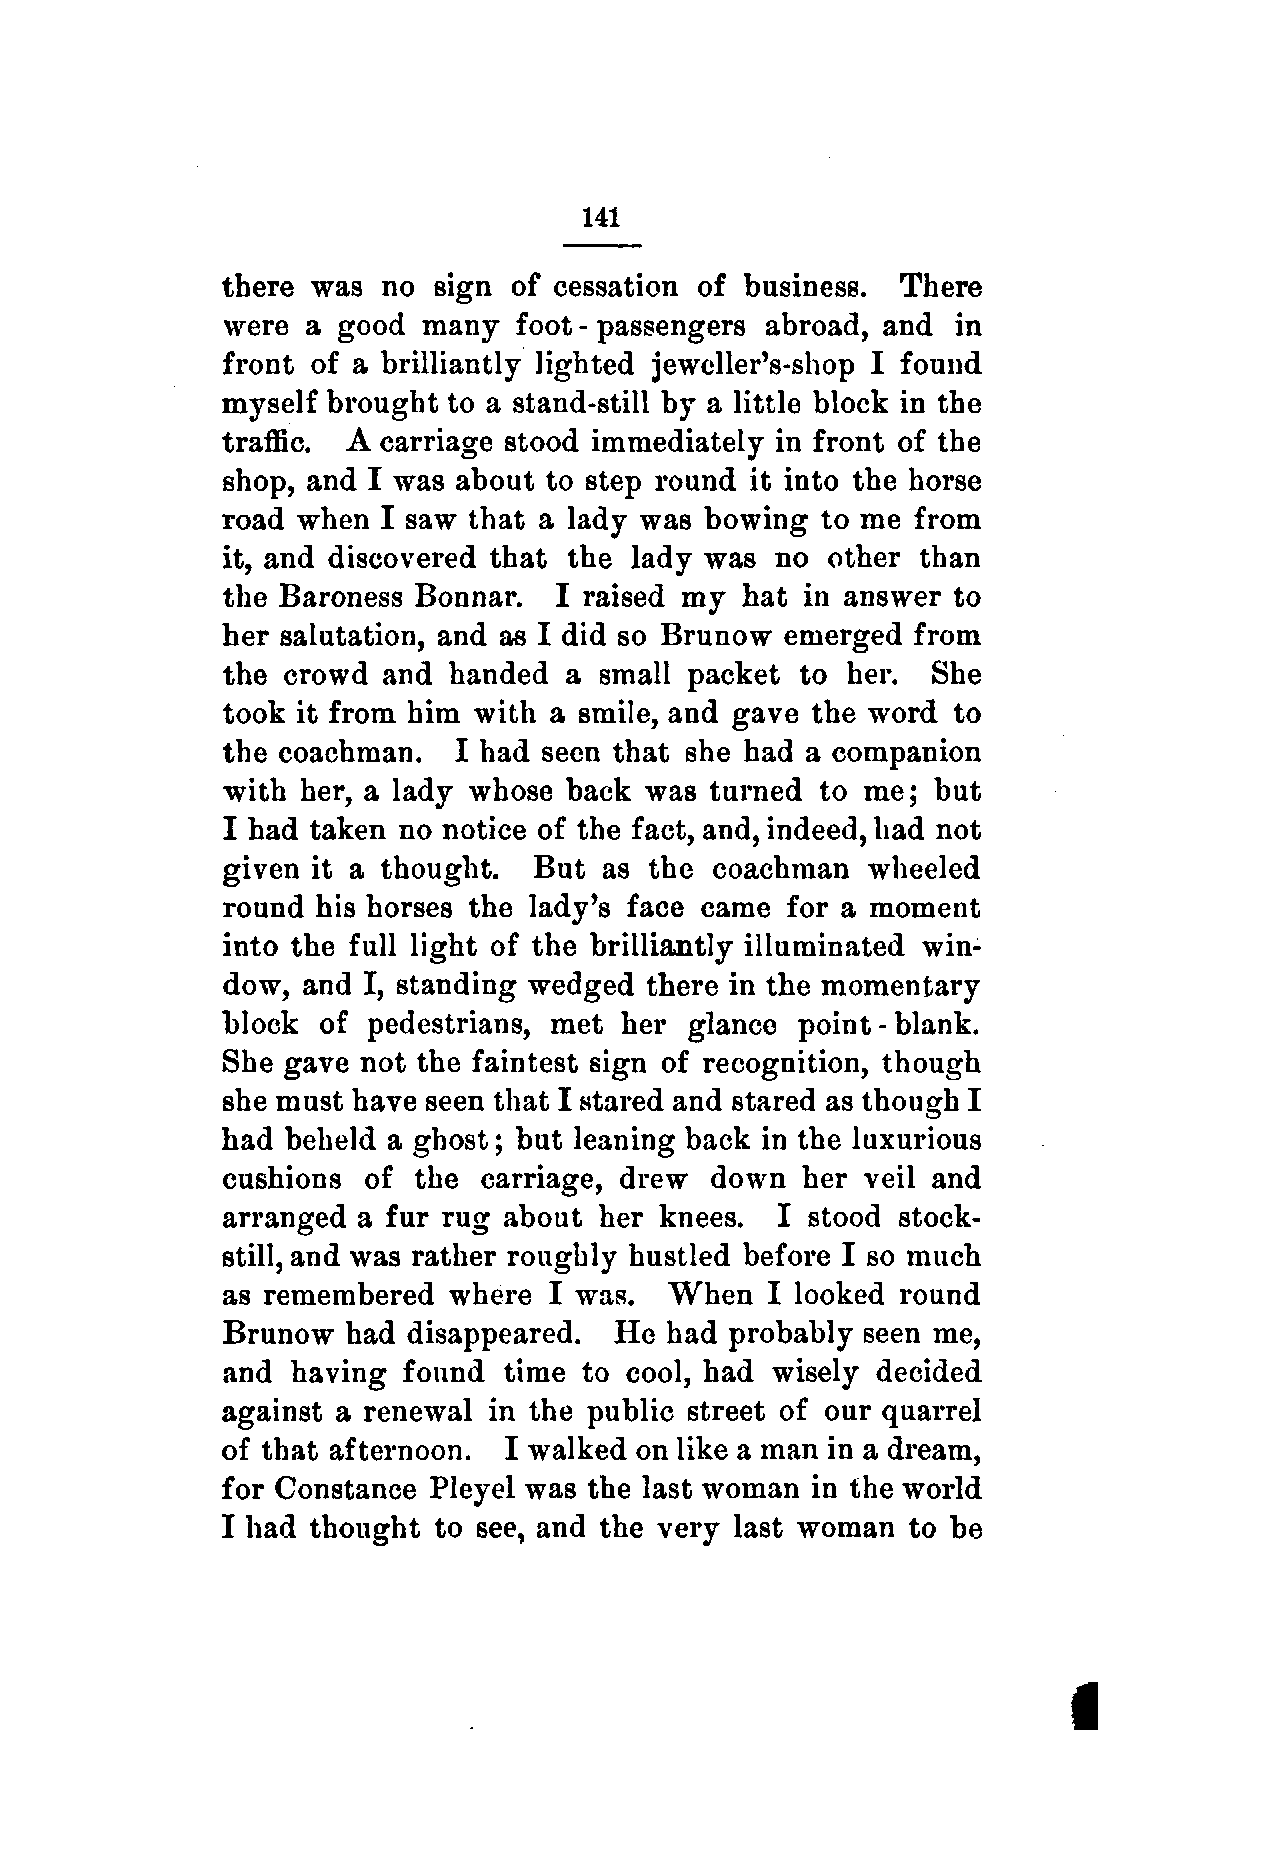 141
there was no sign of cessation of business. There
were a good many foot-passengers abroad, and in
front of a brilliantly lighted jeweller's-shop I found
myself brought to a stand-still by a little block in the
traffic. A carriage stood immediately in front of the
shop, and I was about to step round it into the horse
road when I saw that a lady was bowing to me from
it, and discovered that the lady was no other than
the Baroness Bonnar. I raised my hat in answer to
her salutation, and as I did so Brunow emerged from
the crowd and handed a small packet to her. She
took it from him with a smile, and gave the word to
the coachman. I had seen that she had a companion
with her, a lady whose back was turned to me; but
I had taken no notice of the fact, and, indeed, had not
given it a thought. But as the coachman wheeled
round his horses the lady's face came for a moment
into the full light of the brilliantly illuminated win-
dow, and I, standing wedged there in the momentary
block of pedestrians, met her glance point-blank.
She gave not the faintest sign of recognition, though
she must have seen that I stared and stared as though I
had beheld a ghost; but leaning back in the luxurious
cushions of the carriage, drew down her veil and
arranged a fur rug about her knees. I stood stock-
still, and was rather roughly hustled before I so much
as remembered where I was. When I looked round
Brunow had disappeared. He had probably seen me,
and having found time to cool, had wisely decided
against a renewal in the public street of our quarrel
of that afternoon. I walked on like a man in a dream,
for Constance Pleyel was the last woman in the world
I had thought to see, and the very last woman to be